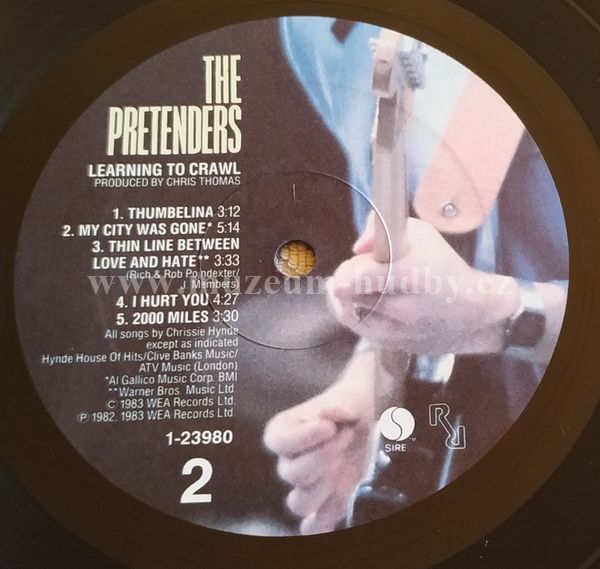 THE
PRETENDERS
LEARNING TO CRAWL
PRODUCED BY CHRIS THOMAS
1. THUMBELINA 3:12
2. MY CITY WAS GONE* 5:14
3. THIN LINE BETWEEN
LOVE AND HATE** 3:33
(Rich & Rob Poindexter/
J. Members)
www.muzeum-hudby.cz
4. I HURT YOU 4:27
5. 2000 MILES 3:30
All songs by Chrissie Hynde
except as indicated
Hynde House Of Hits/Clive Banks Music/
ATV Music (London)
*Al Gallico Music Corp. BMI
**Warner Bros. Music Ltd.
© 1983 WEA Records Ltd.
℗ 1982, 1983 WEA Records Ltd.
1-23980
2
SIRE